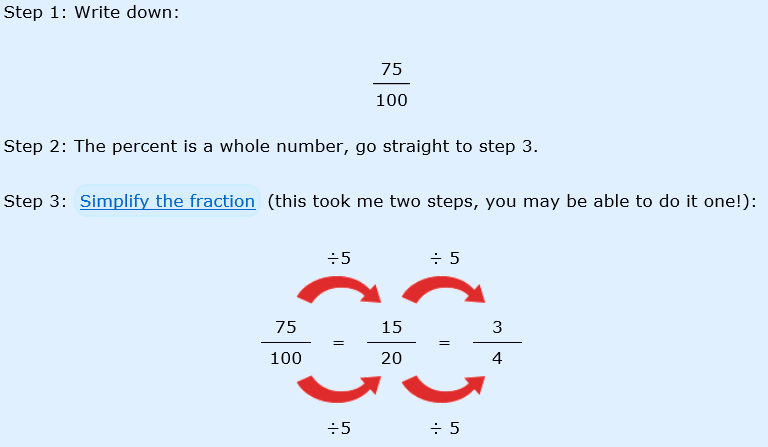 Step 1: Write down:
75
100
Step 2: The percent is a whole number, go straight to step 3.
Step 3: Simplify the fraction (this took me two steps, you may be able to do it one!):
÷5 ÷ 5
75 15 3
= =
100 20 4
÷5 ÷ 5